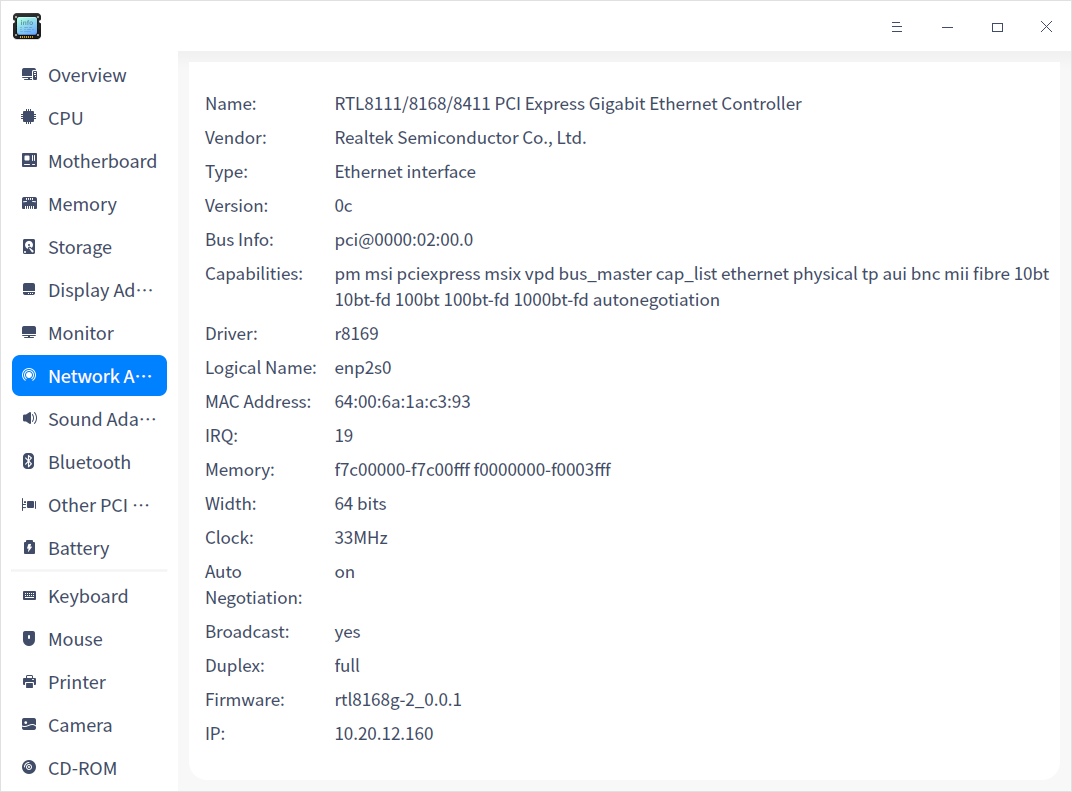 Overview
CPU
Motherboard
Memory
Storage
Display Ad···
Monitor
Network A···
Sound Ada···
Bluetooth
Other PCI ···
Battery
Keyboard
Mouse
Printer
Camera
CD-ROM
Name: RTL8111/8168/8411 PCI Express Gigabit Ethernet Controller
Vendor: Realtek Semiconductor Co., Ltd.
Type: Ethernet interface
Version: 0c
Bus Info: pci@0000:02:00.0
Capabilities: pm msi pciexpress msix vpd bus_master cap_list ethernet physical tp aui bnc mii fibre 10bt
10bt-fd 100bt 100bt-fd 1000bt-fd autonegotiation
Driver: r8169
Logical Name: enp2s0
MAC Address: 64:00:6a:1a:c3:93
IRQ: 19
Memory: f7c00000-f7c00fff f0000000-f0003fff
Width: 64 bits
Clock: 33MHz
Auto on
Negotiation:
Broadcast: yes
Duplex: full
Firmware: rtl8168g-2_0.0.1
IP: 10.20.12.160